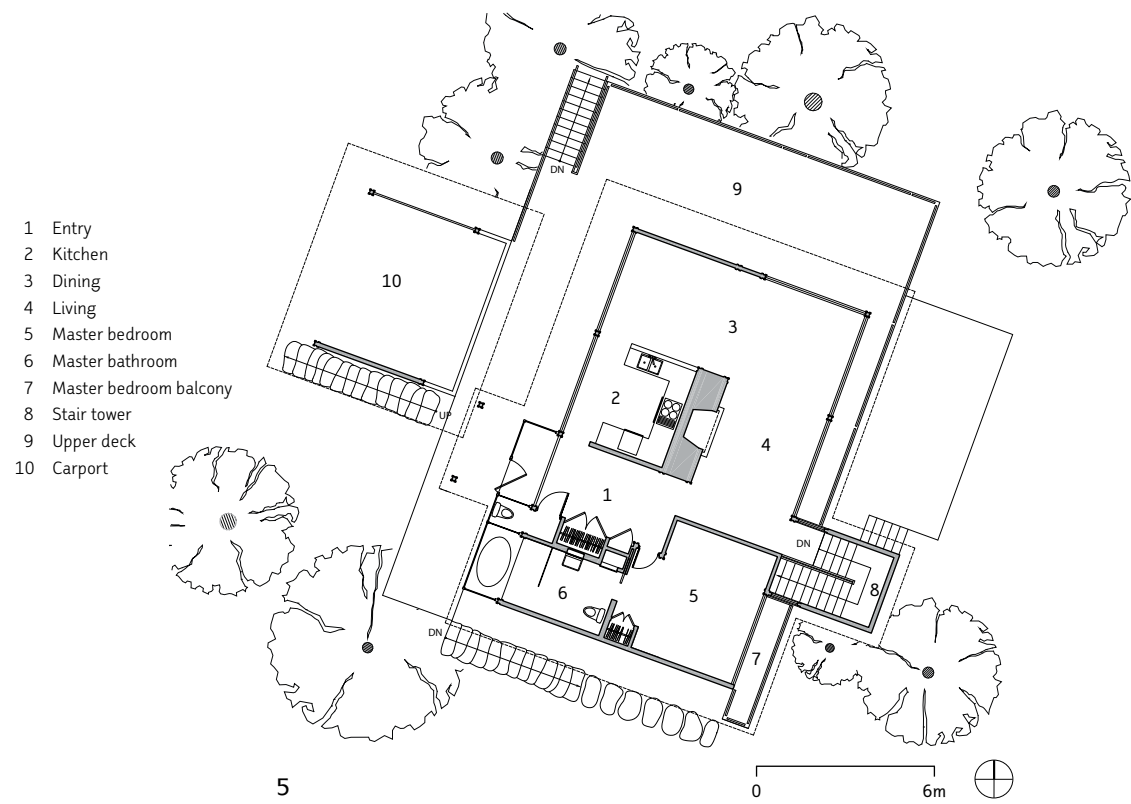 1 Entry
2 Kitchen
3 Dining
4 Living
5 Master bedroom
6 Master bathroom
7 Master bedroom balcony
8 Stair tower
9 Upper deck
10 Carport
DN
9
10
3
2
UP
4
1
DN
8
5
6
7
DN
5
0 6m